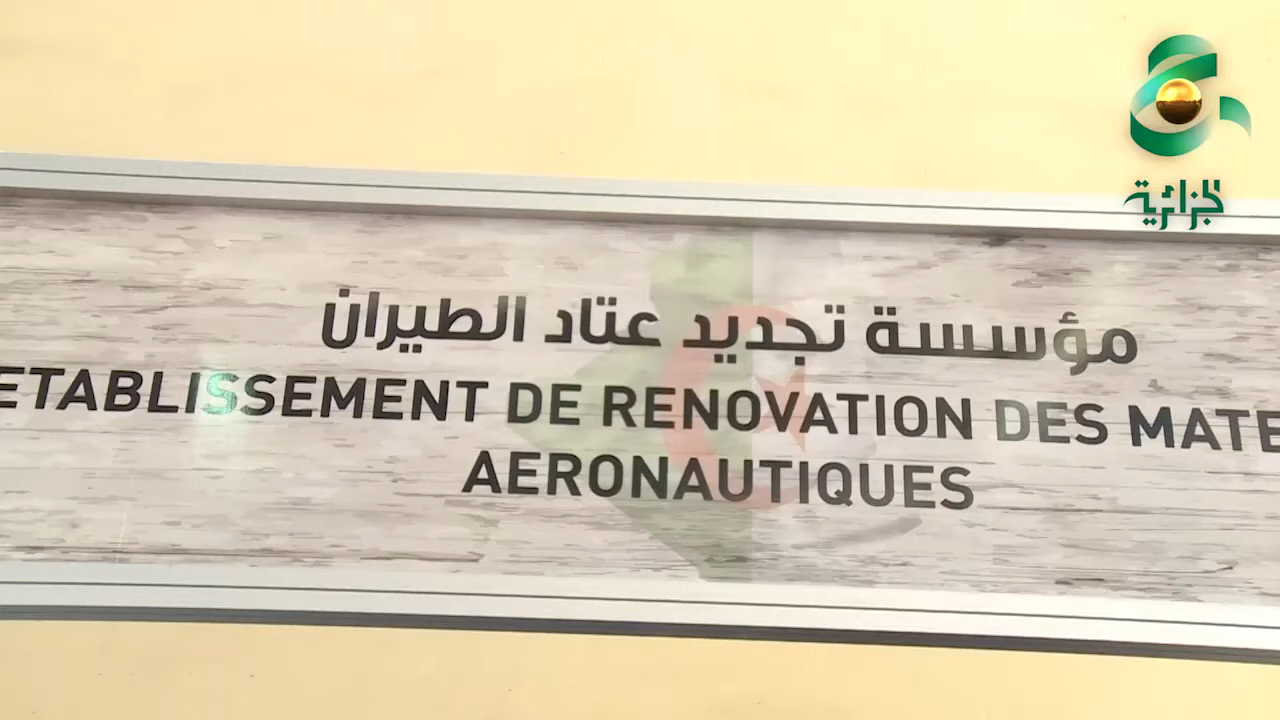 الجزائرية
مؤسسة تجديد عتاد الطيران
ETABLISSEMENT DE RENOVATION DES MATE
AERONAUTIQUES